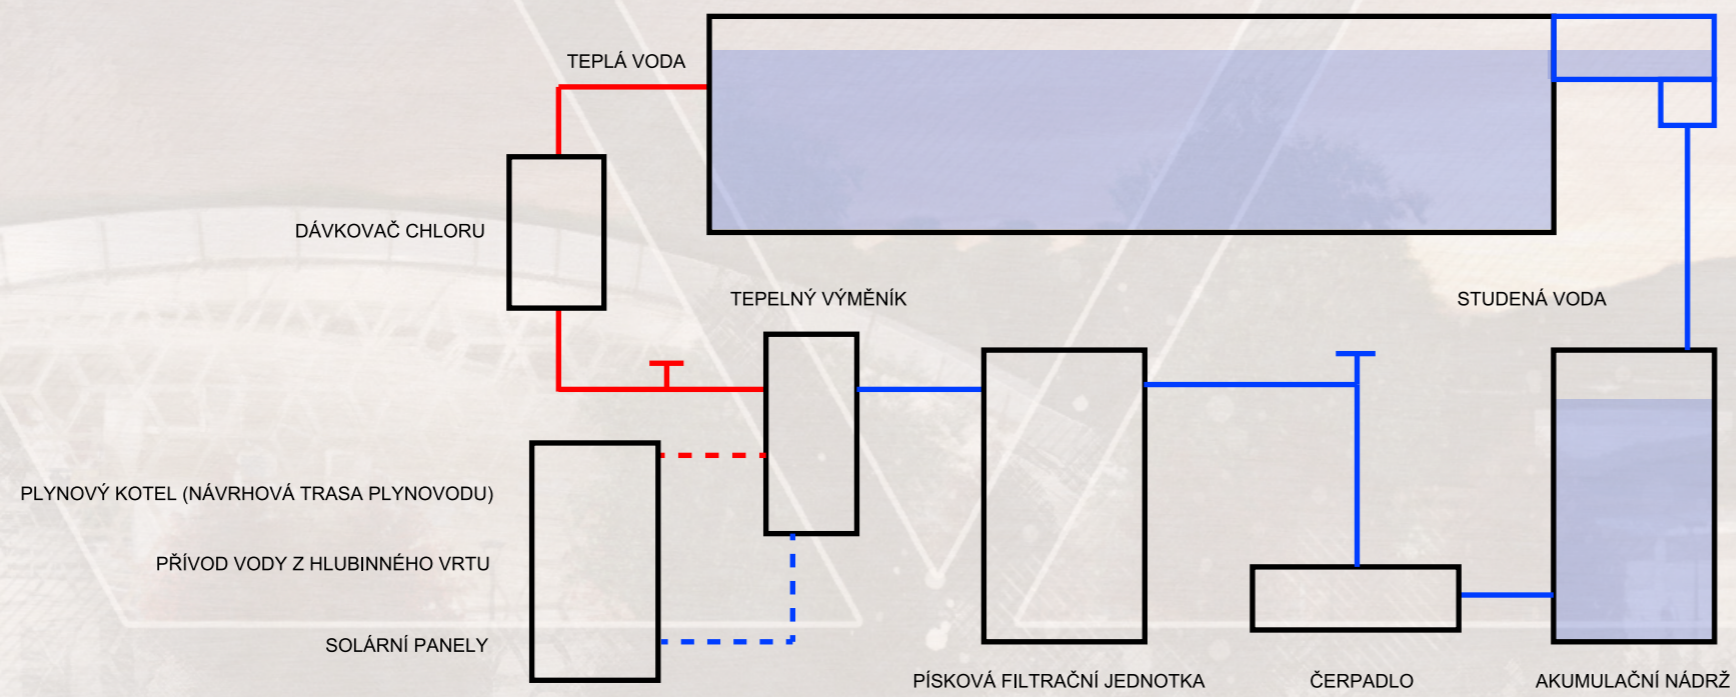 TEPLÁ VODA
DÁVKOVAČ CHLORU
TEPELNÝ VÝMĚNÍK
STUDENÁ VODA
PLYNOVÝ KOTEL (NÁVRHOVÁ TRASA PLYNOVODU)
PŘÍVOD VODY Z HLUBINNÉHO VRTU
SOLÁRNÍ PANELY
PÍSKOVÁ FILTRAČNÍ JEDNOTKA
ČERPADLO
AKUMULAČNÍ NÁDRŽ